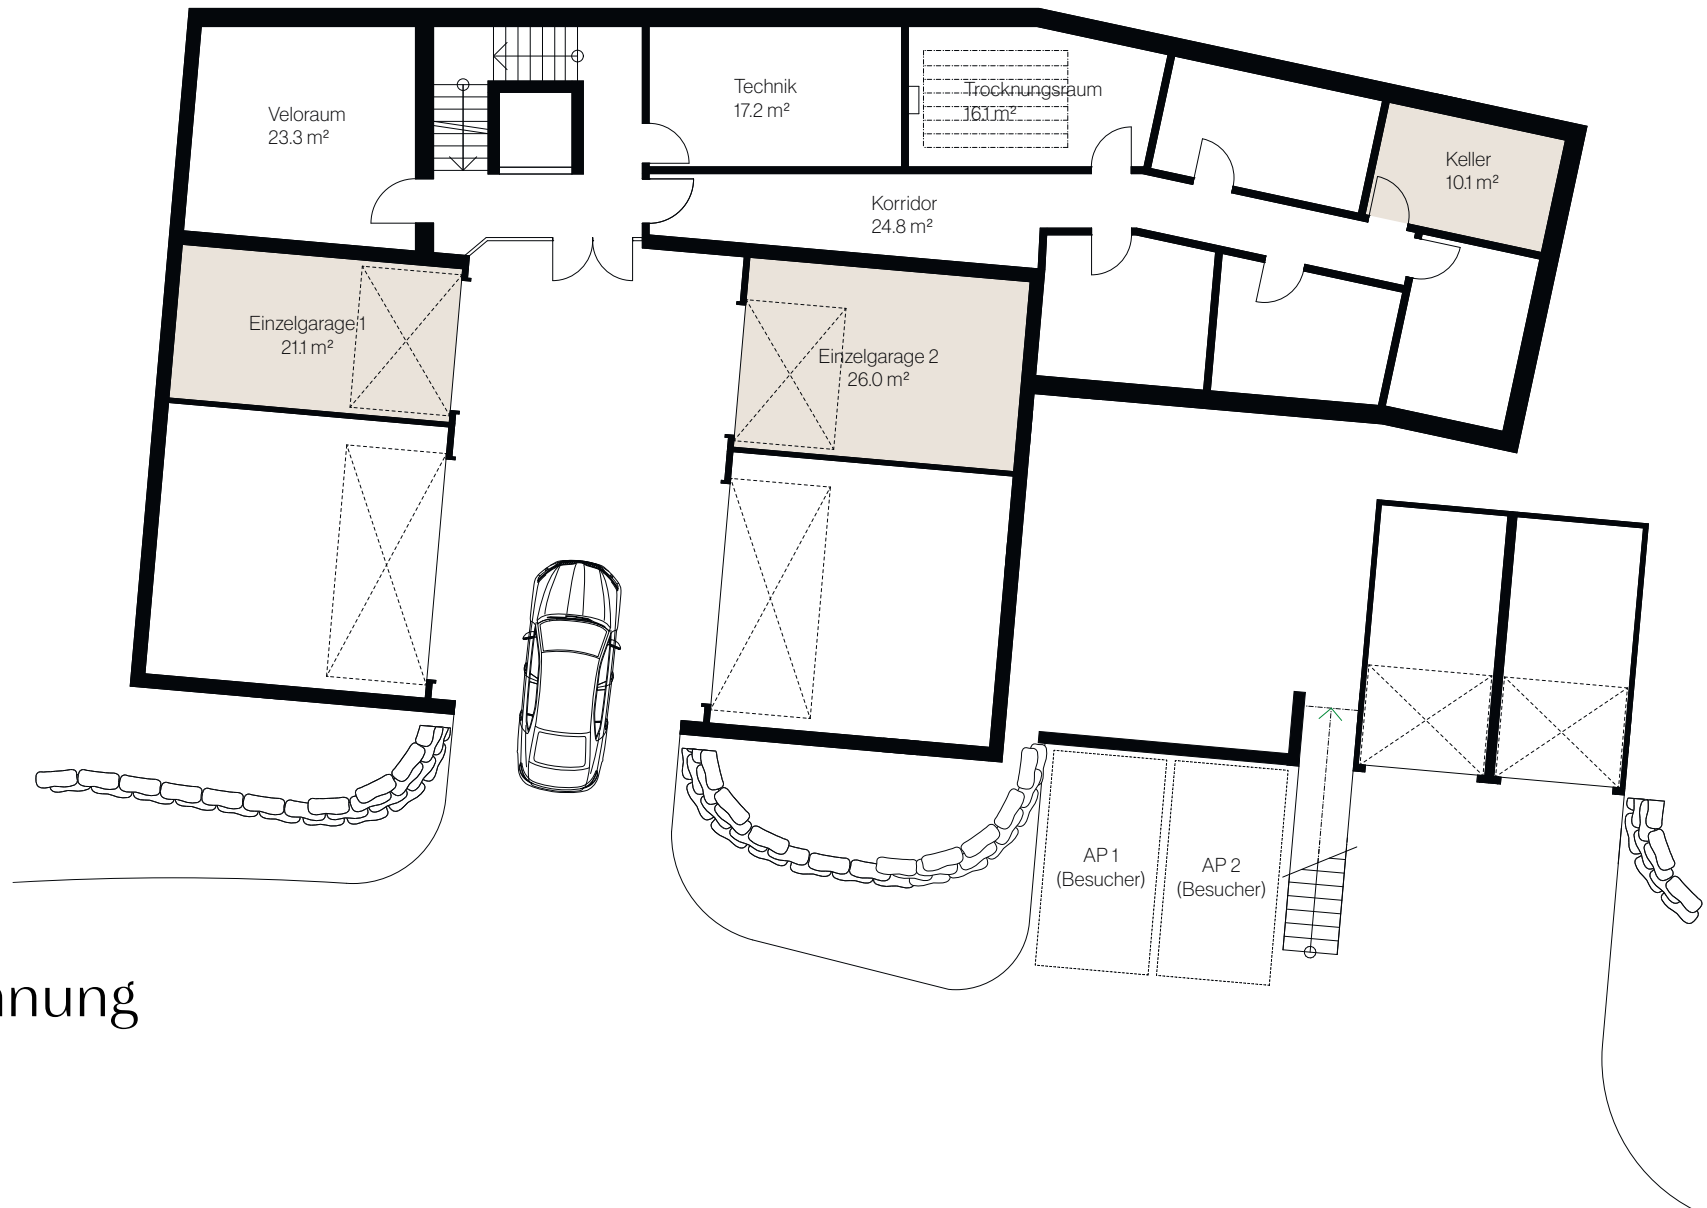 Veloraum
23.3 m²
Technik
17.2 m²
Trocknungsraum
16.1 m²
Keller
10.1 m²
Korridor
24.8 m²
Einzelgarage 1
21.1 m²
Einzelgarage 2
26.0 m²
AP 1
(Besucher)
AP 2
(Besucher)
nnung